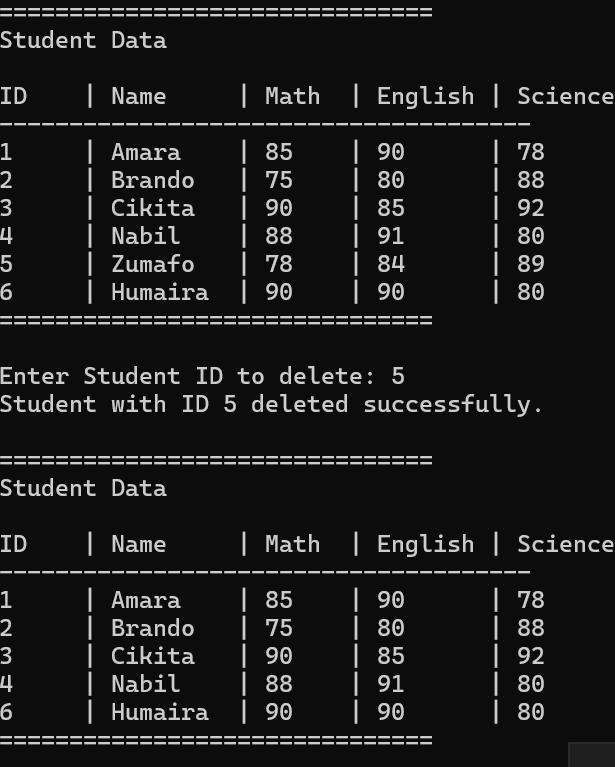 ===============================
Student Data
ID | Name | Math | English | Science
--------------------------------------
1 | Amara | 85 | 90 | 78
2 | Brando | 75 | 80 | 88
3 | Cikita | 90 | 85 | 92
4 | Nabil | 88 | 91 | 80
5 | Zumafo | 78 | 84 | 89
6 | Humaira | 90 | 90 | 80
===============================
Enter Student ID to delete: 5
Student with ID 5 deleted successfully.
===============================
Student Data
ID | Name | Math | English | Science
--------------------------------------
1 | Amara | 85 | 90 | 78
2 | Brando | 75 | 80 | 88
3 | Cikita | 90 | 85 | 92
4 | Nabil | 88 | 91 | 80
6 | Humaira | 90 | 90 | 80
===============================